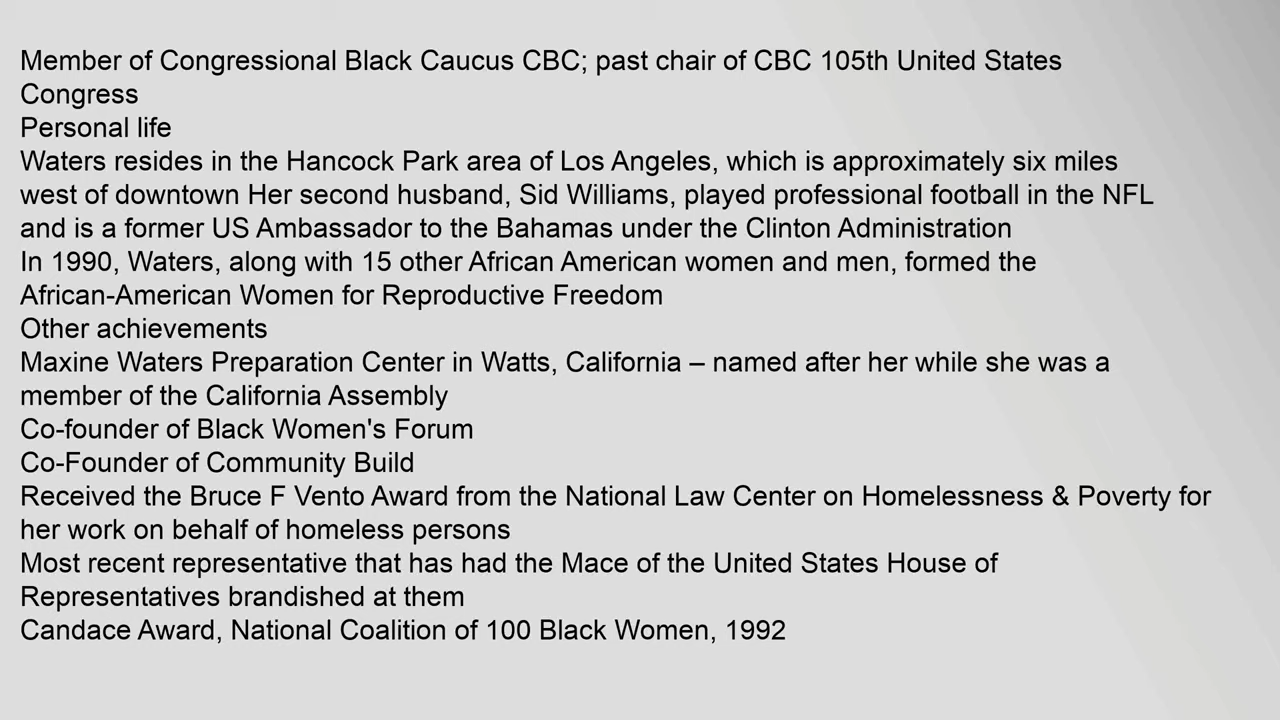 Member of Congressional Black Caucus CBC; past chair of CBC 105th United States
Congress
Personal life
Waters resides in the Hancock Park area of Los Angeles, which is approximately six miles
west of downtown Her second husband, Sid Williams, played professional football in the NFL
and is a former US Ambassador to the Bahamas under the Clinton Administration
In 1990, Waters, along with 15 other African American women and men, formed the
African-American Women for Reproductive Freedom
Other achievements
Maxine Waters Preparation Center in Watts, California – named after her while she was a
member of the California Assembly
Co-founder of Black Women's Forum
Co-Founder of Community Build
Received the Bruce F Vento Award from the National Law Center on Homelessness & Poverty for
her work on behalf of homeless persons
Most recent representative that has had the Mace of the United States House of
Representatives brandished at them
Candace Award, National Coalition of 100 Black Women, 1992